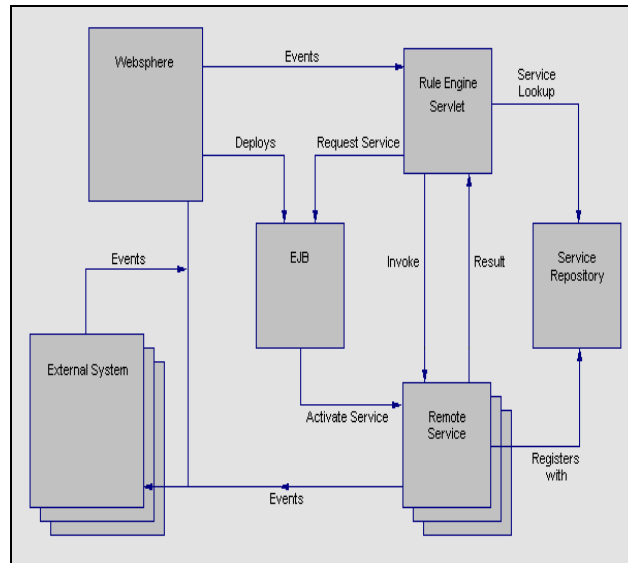 Websphere
Events
Rule Engine
Servlet
Service
Lookup
Deploys
Request Service
EJB
Invoke
Result
Service
Repository
Events
External System
Activate Service
Remote
Service
Registers
with
Events